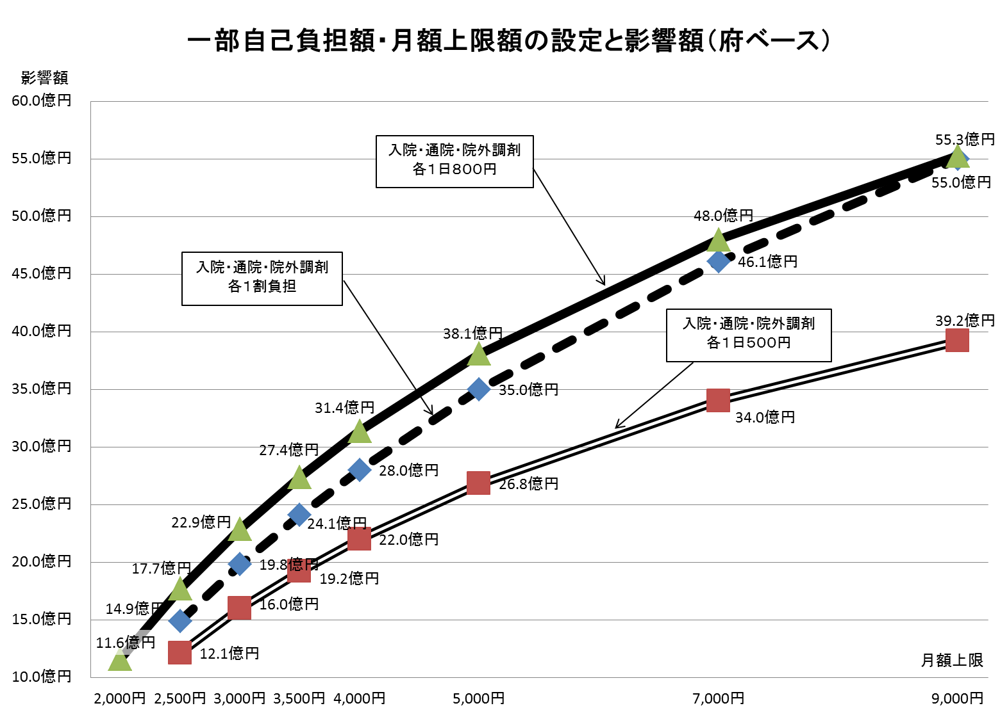 一部自己負担額・月額上限額の設定と影響額（府ベース）
影響額
60.0億円
55.0億円
50.0億円
45.0億円
40.0億円
35.0億円
30.0億円
25.0億円
20.0億円
15.0億円
10.0億円
入院・通院・院外調剤
各１日８００円
入院・通院・院外調剤
各１割負担
入院・通院・院外調剤
各１日５００円
11.6億円
17.7億円
22.9億円
27.4億円
31.4億円
38.1億円
48.0億円
55.3億円
14.9億円
19.8億円
24.1億円
28.0億円
35.0億円
46.1億円
55.0億円
12.1億円
16.0億円
19.2億円
22.0億円
26.8億円
34.0億円
39.2億円
月額上限
2,000円
2,500円
3,000円
3,500円
4,000円
5,000円
7,000円
9,000円